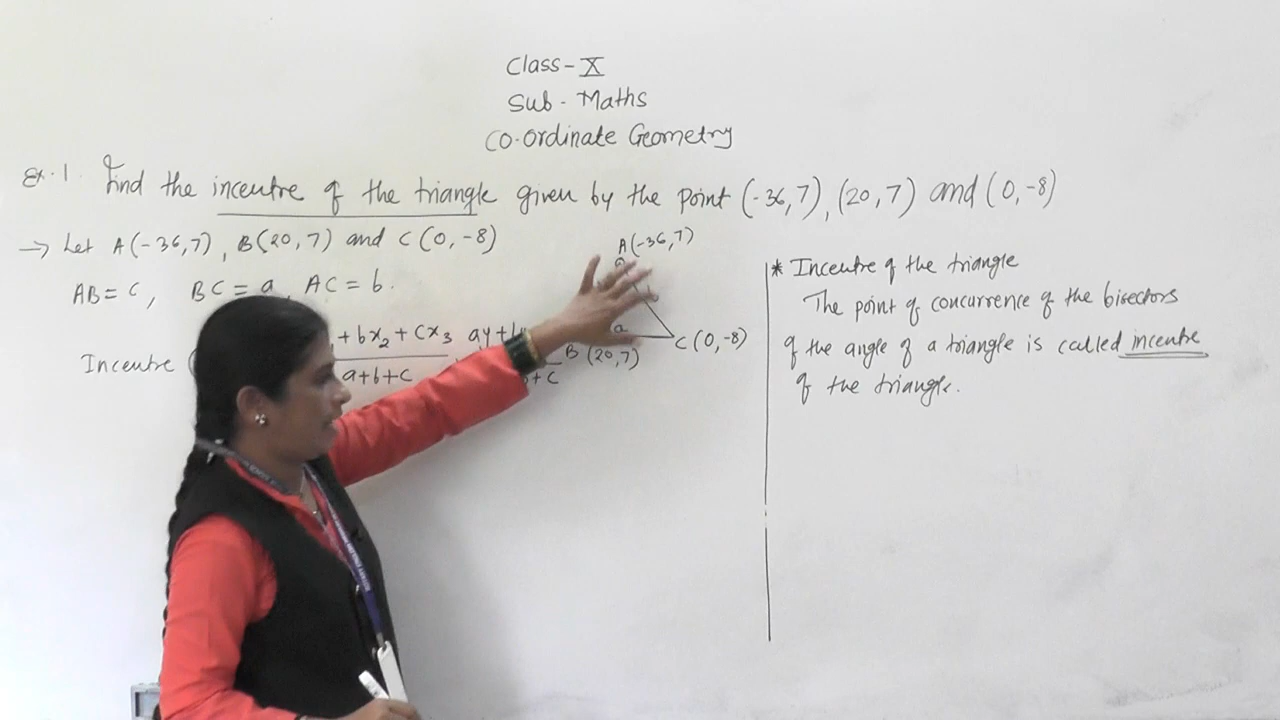 Class-X
Sub- Maths
CO-Ordinate Geometry
Ex.1 Find the incentre of the triangle given by the point (-36,7), (20,7) and (0,-8)
→ Let A(-36,7), B(20,7) and C(0,-8)
AB=C, BC=a, AC=b.
Incentre ( + bx2 + Cx3 ay+
a+b+c +C
A(-36,7)
a
B (20,7)
C(0,-8)
* Incentre of the triangle
The point of concurrence of the bisectors
of the angle of a triangle is called incentre
of the triangle.